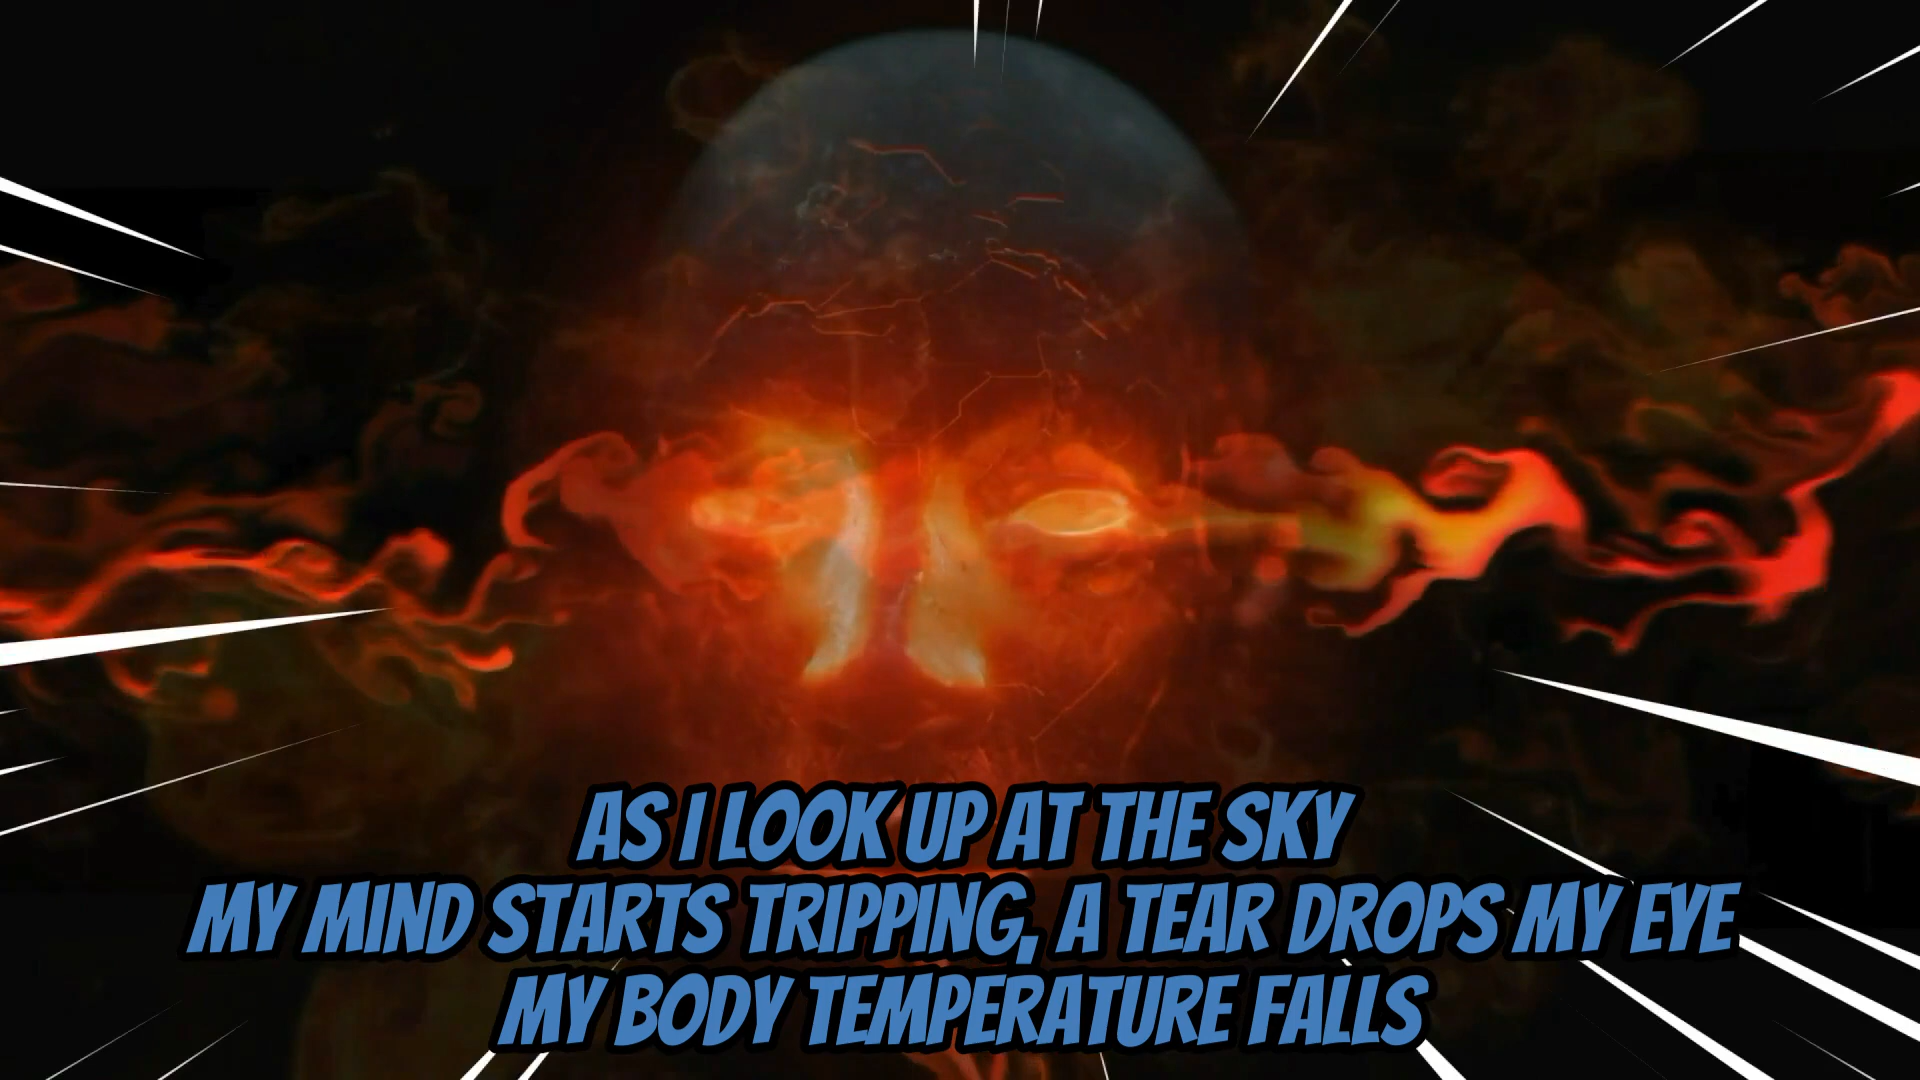 AS I LOOK UP AT THE SKY
MY MIND STARTS TRIPPING, A TEAR DROPS MY EYE
MY BODY TEMPERATURE FALLS